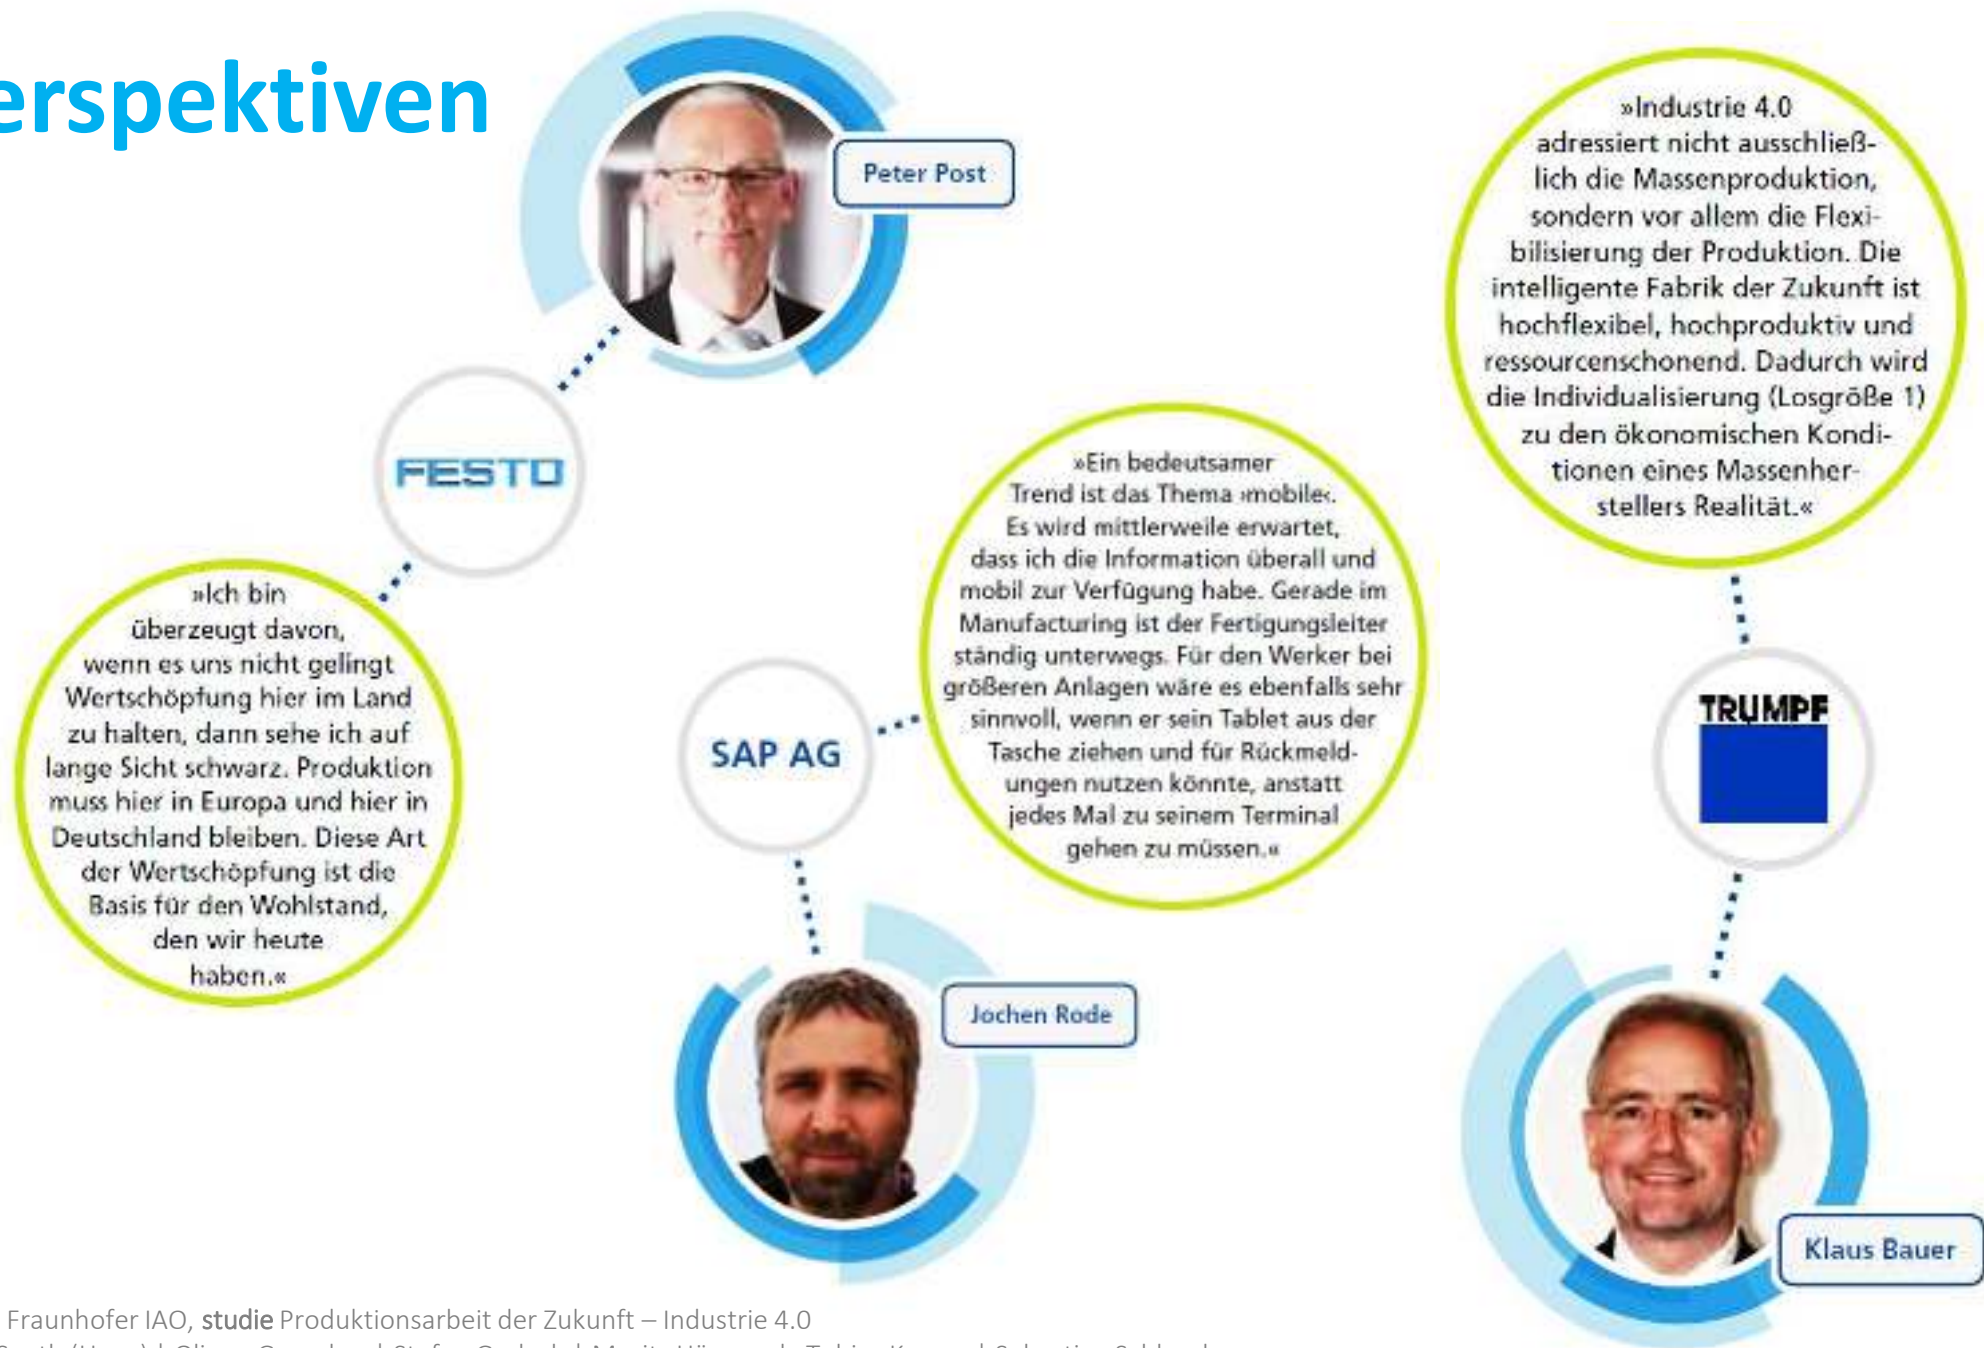 erspektiven
Peter Post
FESTO
»Ich bin
überzeugt davon,
wenn es uns nicht gelingt
Wertschöpfung hier im Land
zu halten, dann sehe ich auf
lange Sicht schwarz. Produktion
muss hier in Europa und hier in
Deutschland bleiben. Diese Art
der Wertschöpfung ist die
Basis für den Wohlstand,
den wir heute
haben.«
»Ein bedeutsamer
Trend ist das Thema ›mobile‹.
Es wird mittlerweile erwartet,
dass ich die Information überall und
mobil zur Verfügung habe. Gerade im
Manufacturing ist der Fertigungsleiter
ständig unterwegs. Für den Werker bei
größeren Anlagen wäre es ebenfalls sehr
sinnvoll, wenn er sein Tablet aus der
Tasche ziehen und für Rückmeld-
ungen nutzen könnte, anstatt
jedes Mal zu seinem Terminal
gehen zu müssen.«
SAP AG
Jochen Rode
»Industrie 4.0
adressiert nicht ausschließ-
lich die Massenproduktion,
sondern vor allem die Flexi-
bilisierung der Produktion. Die
intelligente Fabrik der Zukunft ist
hochflexibel, hochproduktiv und
ressourcenschonend. Dadurch wird
die Individualisierung (Losgröße 1)
zu den ökonomischen Kondi-
tionen eines Massenher-
stellers Realität.«
TRUMPF
Klaus Bauer
Fraunhofer IAO, studie Produktionsarbeit der Zukunft – Industrie 4.0